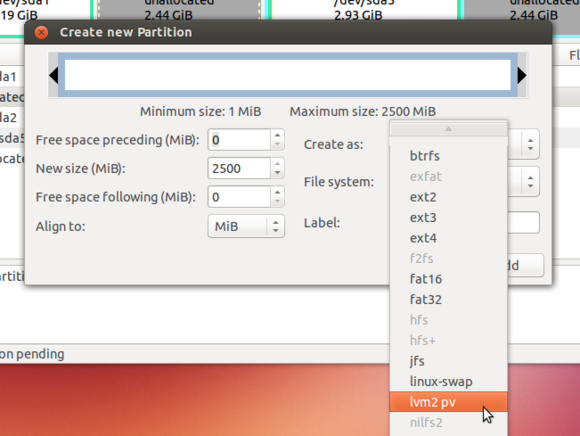 dev/sda1 unallocated /dev/sda5 unallocated
19 GiB 2.44 GiB 2.93 GiB 2.44 GiB
Create new Partition
Fl
da1
ated
da2
sda5
ocate
Minimum size: 1 MiB Maximum size: 2500 MiB
Free space preceding (MiB): 0 Create as:
New size (MiB): 2500 File system:
Free space following (MiB): 0
Align to: MiB Label:
dd
btrfs
exfat
ext2
ext3
ext4
f2fs
fat16
fat32
hfs
hfs+
jfs
linux-swap
lvm2 pv
nilfs2
artiti
on pending